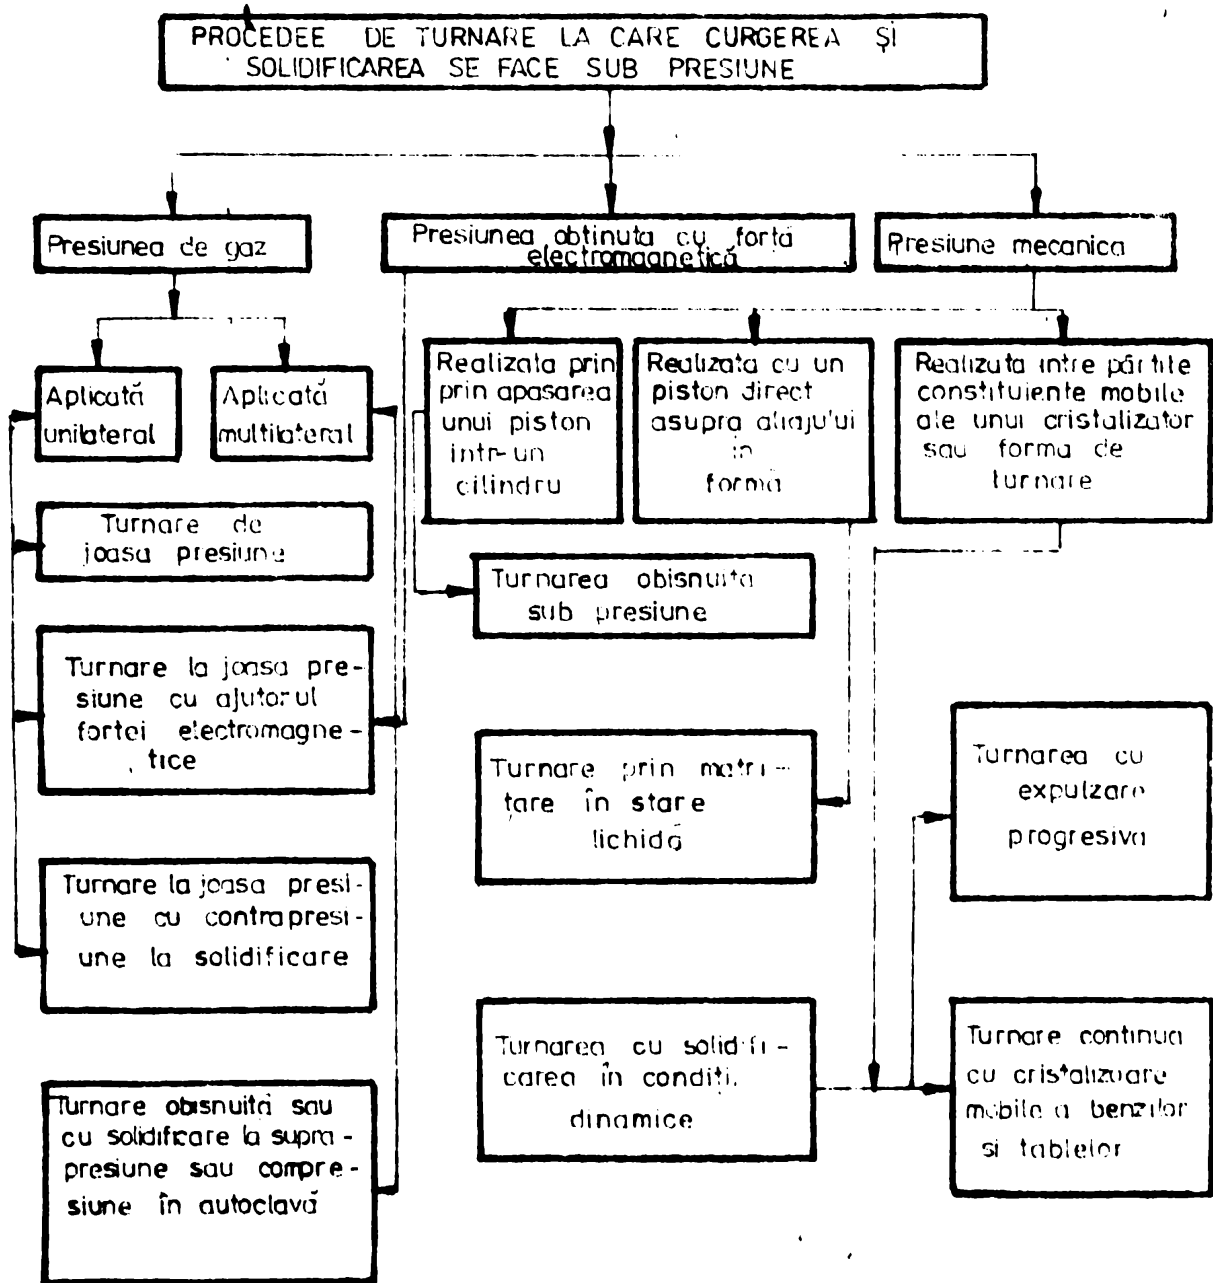 PROCEDEE DE TURNARE LA CARE CURGEREA ȘI
SOLIDIFICAREA SE FACE SUB PRESIUNE
Presiunea de gaz
Presiunea obtinuta cu forta
electromagnetică
Presiune mecanica
Aplicată
unilateral
Aplicată
multilateral
Realizata prin
prin apasarea
unui piston
intr-un
cilindru
Realizata cu un
piston direct
asupra aliajului
in
formă
Realizata intre părtile
constituiente mobile
ale unui cristalizator
sau forma de
turnare
Turnare de
joasa presiune
Turnarea obisnuita
sub presiune
Turnare la joasa pre-
siune cu ajutorul
fortei electromagne-
tice
Turnare prin matri-
țare în stare
lichidă
Turnarea cu
expulzare
progresiva
Turnare la joasa presi-
une cu contrapresi-
une la solidificare
Turnarea cu solidifi-
carea în condiți.
dinamice
Turnare continua
cu cristalizoare
mobile a benzilor
si tablelor
Turnare obisnuită sau
cu solidificare la supra-
presiune sau compre-
siune în autoclavă